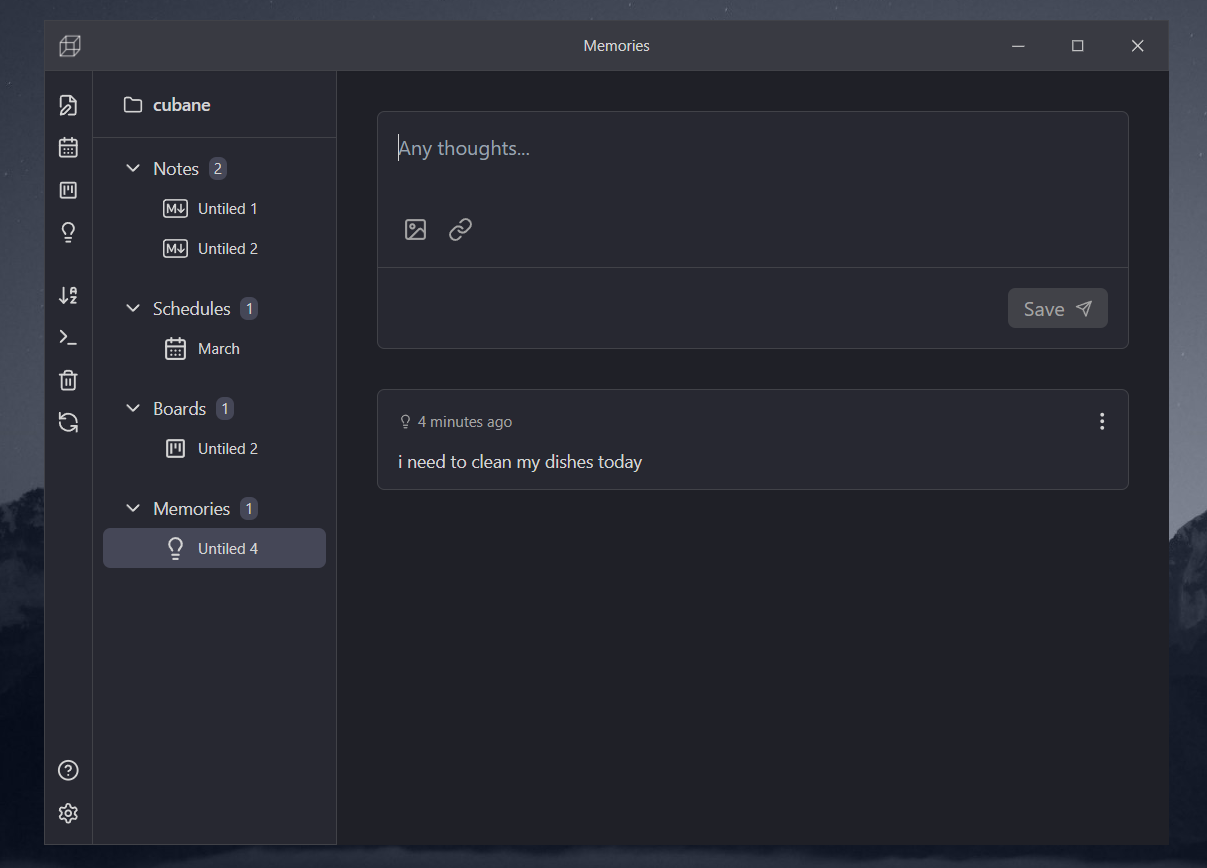 Memories
cubane
Notes 2
M↓ Untiled 1
M↓ Untiled 2
Schedules 1
March
Boards 1
Untiled 2
Memories 1
Untiled 4
Any thoughts...
Save
4 minutes ago
i need to clean my dishes today